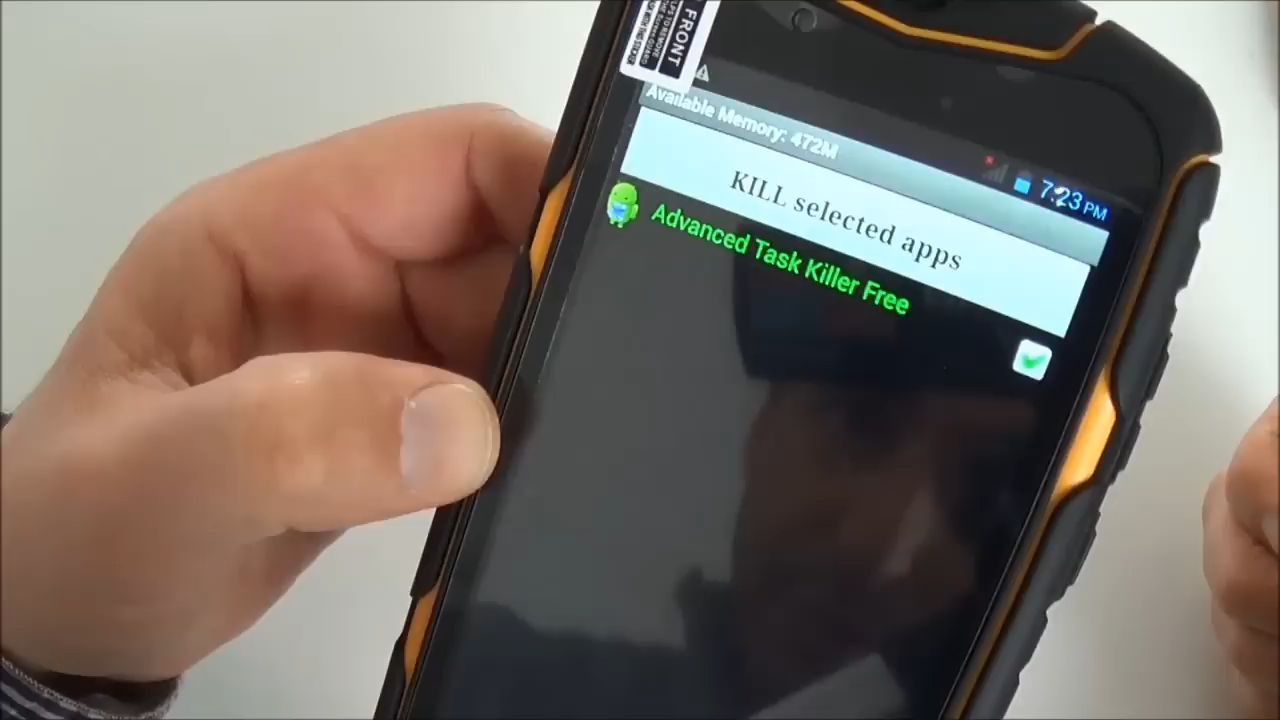 FRONT
Available Memory: 472M
7:23 PM
KILL selected apps
Advanced Task Killer Free